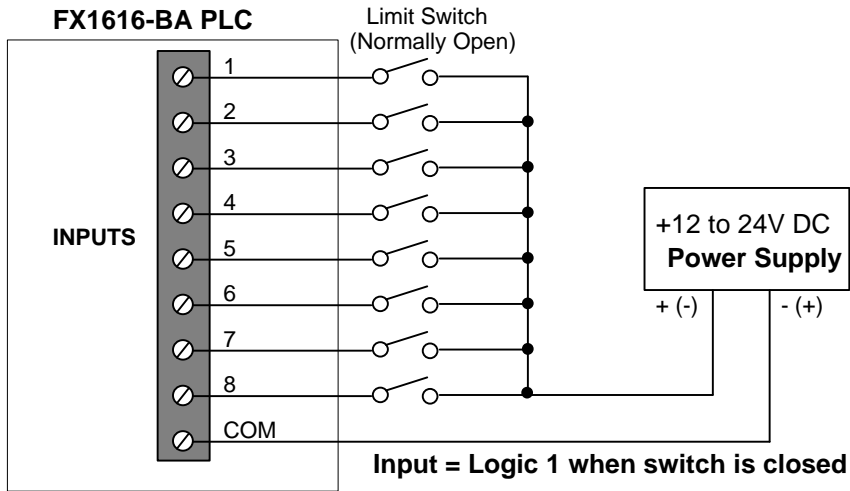 FX1616-BA PLC
Limit Switch
(Normally Open)
1
2
3
4
5
6
7
8
COM
INPUTS
+12 to 24V DC
Power Supply
+ (-)
- (+)
Input = Logic 1 when switch is closed